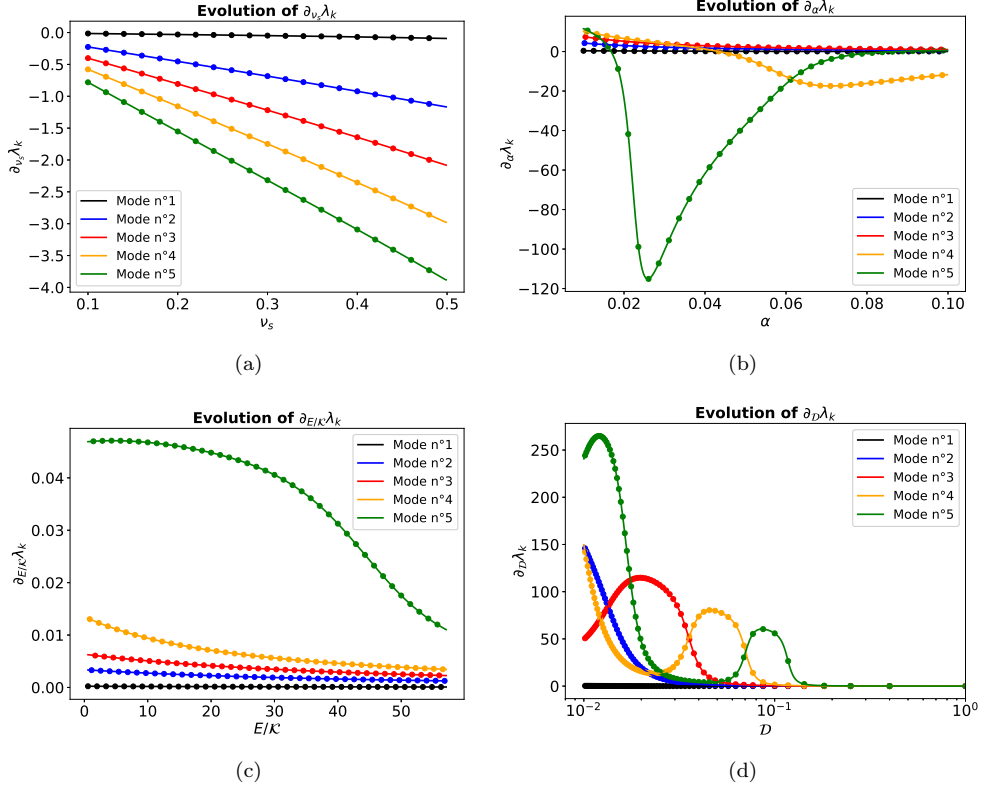 Evolution of ∂νₛλₖ
0.0
−0.5
−1.0
−1.5
−2.0
−2.5
−3.0
−3.5
−4.0
∂νₛλₖ
Mode n°1
Mode n°2
Mode n°3
Mode n°4
Mode n°5
0.1 0.2 0.3 0.4 0.5
νₛ
(a)
Evolution of ∂αλₖ
0
−20
−40
−60
−80
−100
−120
∂αλₖ
Mode n°1
Mode n°2
Mode n°3
Mode n°4
Mode n°5
0.02 0.04 0.06 0.08 0.10
α
(b)
Evolution of ∂E/𝒦λₖ
0.04
0.03
0.02
0.01
0.00
∂E/𝒦λₖ
Mode n°1
Mode n°2
Mode n°3
Mode n°4
Mode n°5
0 10 20 30 40 50
E/𝒦
(c)
Evolution of ∂𝒟λₖ
250
200
150
100
50
0
∂𝒟λₖ
Mode n°1
Mode n°2
Mode n°3
Mode n°4
Mode n°5
10⁻² 10⁻¹ 10⁰
𝒟
(d)